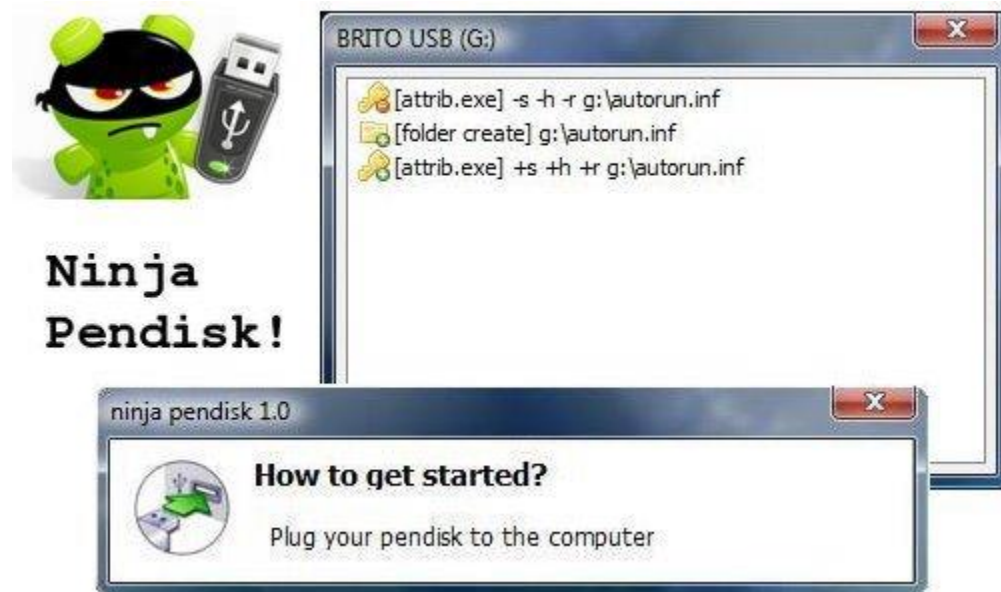 BRITO USB (G:)
[attrib.exe] -s -h -r g:\autorun.inf
[folder create] g:\autorun.inf
[attrib.exe] +s +h +r g:\autorun.inf
Ninja
Pendisk!
ninja pendisk 1.0
How to get started?
Plug your pendisk to the computer